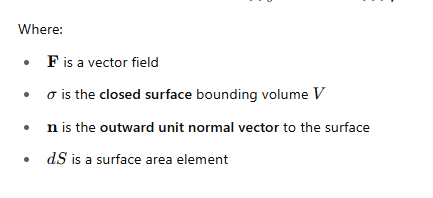 Where:
• F is a vector field
• σ is the closed surface bounding volume V
• n is the outward unit normal vector to the surface
• dS is a surface area element